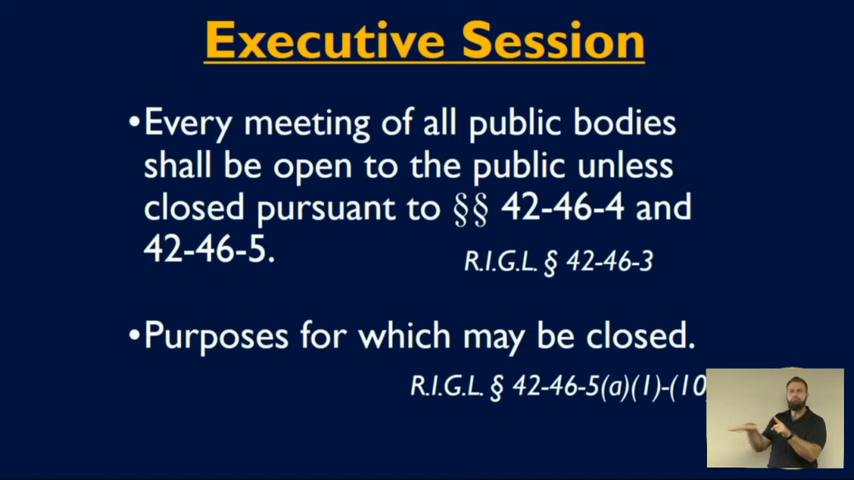 Executive Session
•Every meeting of all public bodies
shall be open to the public unless
closed pursuant to §§ 42-46-4 and
42-46-5.
R.I.G.L. § 42-46-3
•Purposes for which may be closed.
R.I.G.L. § 42-46-5(a)(1)-(10